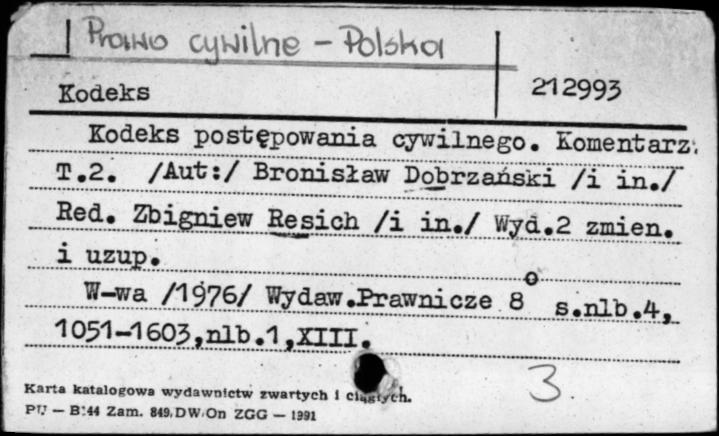 Prawo cywilne – Polska
Kodeks 212993
Kodeks postępowania cywilnego. Komentarz.
T.2. /Aut:/ Bronisław Dobrzański /i in./
Red. Zbigniew Resich /i in./ Wyd.2 zmien.
i uzup.
W-wa /1976/ Wydaw.Prawnicze 8° s.nlb.4,
1051-1603,nlb.1,XIII.
3
Karta katalogowa wydawnictw zwartych i ciągłych.
PU — B:44 Zam. 849, DW. On ZGG — 1991